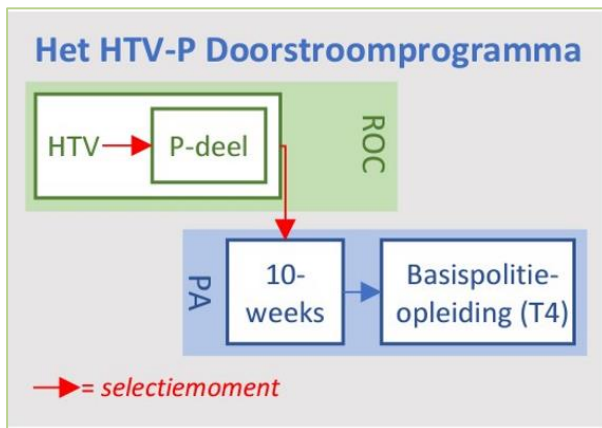 Het HTV-P Doorstroomprogramma
HTV
P-deel
ROC
PA
10-
weeks
Basispolitie-
opleiding (T4)
= selectiemoment